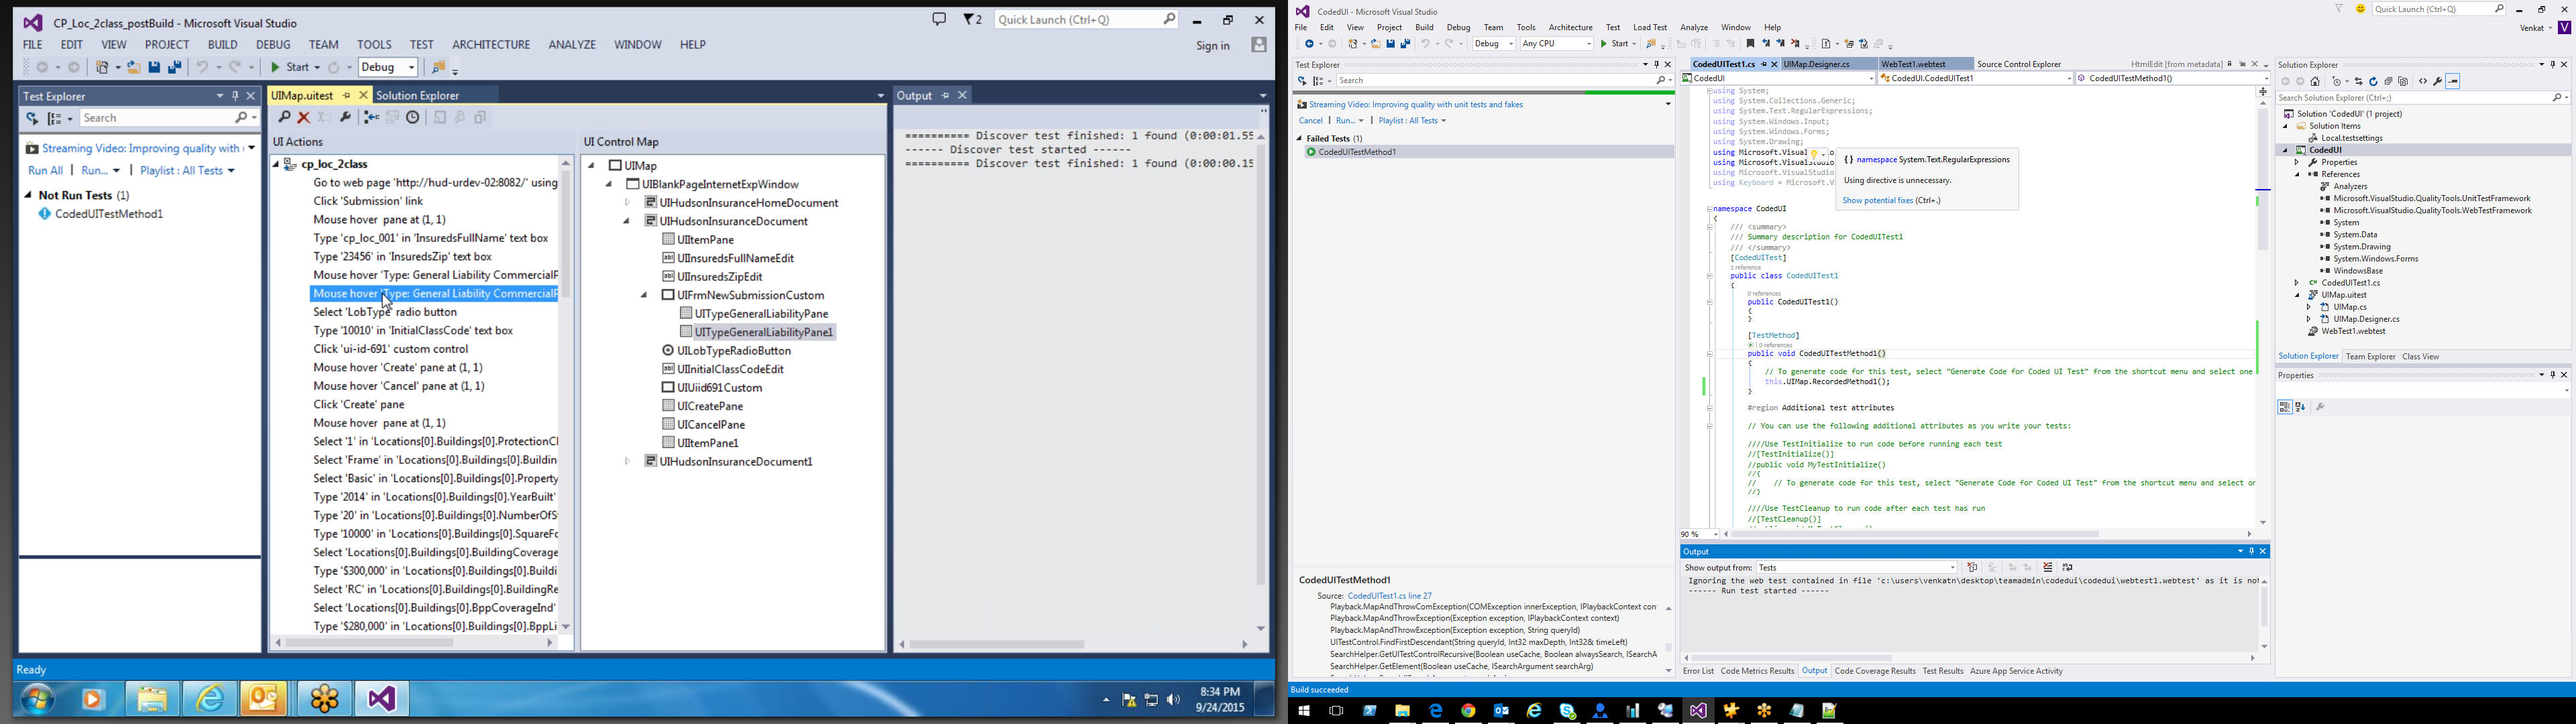 CP_Loc_2class_postBuild - Microsoft Visual Studio
2
Quick Launch (Ctrl+Q)
FILE EDIT VIEW PROJECT BUILD DEBUG TEAM TOOLS TEST ARCHITECTURE ANALYZE WINDOW HELP
Sign in
Start
Debug
Test Explorer
Search
Streaming Video: Improving quality with
Run All Run... Playlist : All Tests
Not Run Tests (1)
CodedUITestMethod1
UIMap.uitest
Solution Explorer
UI Actions
cp_loc_2class
Go to web page 'http://hud-urdev-02:8082/' using
Click 'Submission' link
Mouse hover pane at (1, 1)
Type 'cp_loc_001' in 'InsuredsFullName' text box
Type '23456' in 'InsuredsZip' text box
Mouse hover 'Type: General Liability CommercialP
Mouse hover 'Type: General Liability CommercialP
Select 'LobType' radio button
Type '10010' in 'InitialClassCode' text box
Click 'ui-id-691' custom control
Mouse hover 'Create' pane at (1, 1)
Mouse hover 'Cancel' pane at (1, 1)
Click 'Create' pane
Mouse hover pane at (1, 1)
Select '1' in 'Locations[0].Buildings[0].ProtectionCl
Select 'Frame' in 'Locations[0].Buildings[0].Buildin
Select 'Basic' in 'Locations[0].Buildings[0].Property
Type '2014' in 'Locations[0].Buildings[0].YearBuilt'
Type '20' in 'Locations[0].Buildings[0].NumberOfS
Type '10000' in 'Locations[0].Buildings[0].SquareFo
Select 'Locations[0].Buildings[0].BuildingCoverage
Type '$300,000' in 'Locations[0].Buildings[0].Buildi
Select 'RC' in 'Locations[0].Buildings[0].BuildingRe
Select 'Locations[0].Buildings[0].BppCoverageInd'
Type '$280,000' in 'Locations[0].Buildings[0].BppLi
UI Control Map
UIMap
UIBlankPageInternetExpWindow
UIHudsonInsuranceHomeDocument
UIHudsonInsuranceDocument
UIItemPane
UIInsuredsFullNameEdit
UIInsuredsZipEdit
UIFrmNewSubmissionCustom
UITypeGeneralLiabilityPane
UITypeGeneralLiabilityPane1
UILobTypeRadioButton
UIInitialClassCodeEdit
UIUiid691Custom
UICreatePane
UICancelPane
UIItemPane1
UIHudsonInsuranceDocument1
Output
========== Discover test finished: 1 found (0:00:01.55
------ Discover test started ------
========== Discover test finished: 1 found (0:00:00.15
Ready
8:34 PM
9/24/2015
CodedUI - Microsoft Visual Studio
Quick Launch (Ctrl+Q)
File Edit View Project Build Debug Team Tools Architecture Test Load Test Analyze Window Help
Venkat V
Debug Any CPU Start
Test Explorer
Search
Streaming Video: Improving quality with unit tests and fakes
Cancel Run... Playlist : All Tests
Failed Tests (1)
CodedUITestMethod1
CodedUITestMethod1
Source: CodedUITest1.cs line 27
Playback.MapAndThrowComException(COMException innerException, IPlaybackContext con
Playback.MapAndThrowException(Exception exception, IPlaybackContext context)
Playback.MapAndThrowException(Exception exception, String queryId)
UITestControl.FindFirstDescendant(String queryId, Int32 maxDepth, Int32& timeLeft)
SearchHelper.GetUITestControlRecursive(Boolean useCache, Boolean alwaysSearch, ISearchA
SearchHelper.GetElement(Boolean useCache, ISearchArgument searchArg)
CodedUITest1.cs UIMap.Designer.cs WebTest1.webtest Source Control Explorer HtmlEdit [from metadata]
CodedUI CodedUI.CodedUITest1 CodedUITestMethod1()
using System;
using System.Collections.Generic;
using System.Text.RegularExpressions;
using System.Windows.Input;
using System.Windows.Forms;
using System.Drawing;
using Microsoft.Visual
using Microsoft.VisualStudio
using Microsoft.VisualStudio
using Keyboard = Microsoft.V
{ } namespace System.Text.RegularExpressions
Using directive is unnecessary.
Show potential fixes (Ctrl+.)
namespace CodedUI
{
/// <summary>
/// Summary description for CodedUITest1
/// </summary>
[CodedUITest]
1 reference
public class CodedUITest1
{
0 references
public CodedUITest1()
{
}
[TestMethod]
| 0 references
public void CodedUITestMethod1()
{
// To generate code for this test, select "Generate Code for Coded UI Test" from the shortcut menu and select one
this.UIMap.RecordedMethod1();
}
#region Additional test attributes
// You can use the following additional attributes as you write your tests:
////Use TestInitialize to run code before running each test
//[TestInitialize()]
//public void MyTestInitialize()
//{
// // To generate code for this test, select "Generate Code for Coded UI Test" from the shortcut menu and select on
//}
////Use TestCleanup to run code after each test has run
//[TestCleanup()]
90 %
Output
Show output from: Tests
Ignoring the web test contained in file 'c:\users\venkatn\desktop\teamadmin\codedui\codedui\webtest1.webtest' as it is not
------ Run test started ------
Error List Code Metrics Results Output Code Coverage Results Test Results Azure App Service Activity
Build succeeded
Solution Explorer
Search Solution Explorer (Ctrl+;)
Solution 'CodedUI' (1 project)
Solution Items
Local.testsettings
CodedUI
Properties
References
Analyzers
Microsoft.VisualStudio.QualityTools.UnitTestFramework
Microsoft.VisualStudio.QualityTools.WebTestFramework
System
System.Data
System.Drawing
System.Windows.Forms
WindowsBase
CodedUITest1.cs
UIMap.uitest
UIMap.cs
UIMap.Designer.cs
WebTest1.webtest
Solution Explorer Team Explorer Class View
Properties